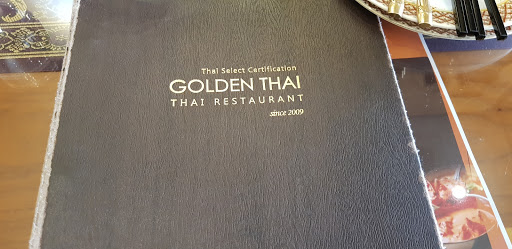 Thai Select Certification
GOLDEN THAI
THAI RESTAURANT
since 2009